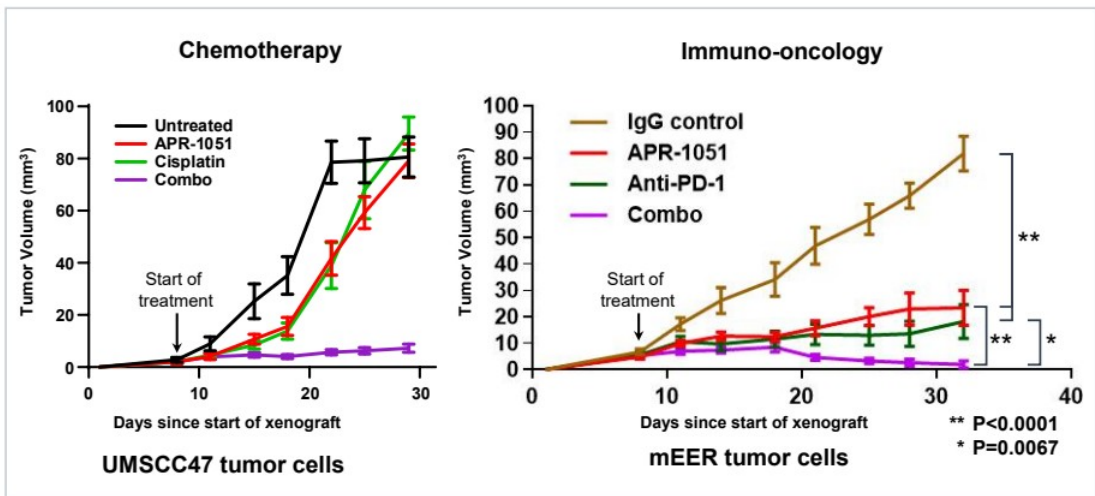 Chemotherapy
Tumor Volume (mm³)
100
80
60
40
20
0
Untreated
APR-1051
Cisplatin
Combo
Start of
treatment
0
10
20
30
Days since start of xenograft
UMSCC47 tumor cells
Immuno-oncology
Tumor Volume (mm³)
100
90
80
70
60
50
40
30
20
10
0
IgG control
APR-1051
Anti-PD-1
Combo
Start of
treatment
**
**
*
0
10
20
30
40
Days since start of xenograft
** P<0.0001
* P=0.0067
mEER tumor cells